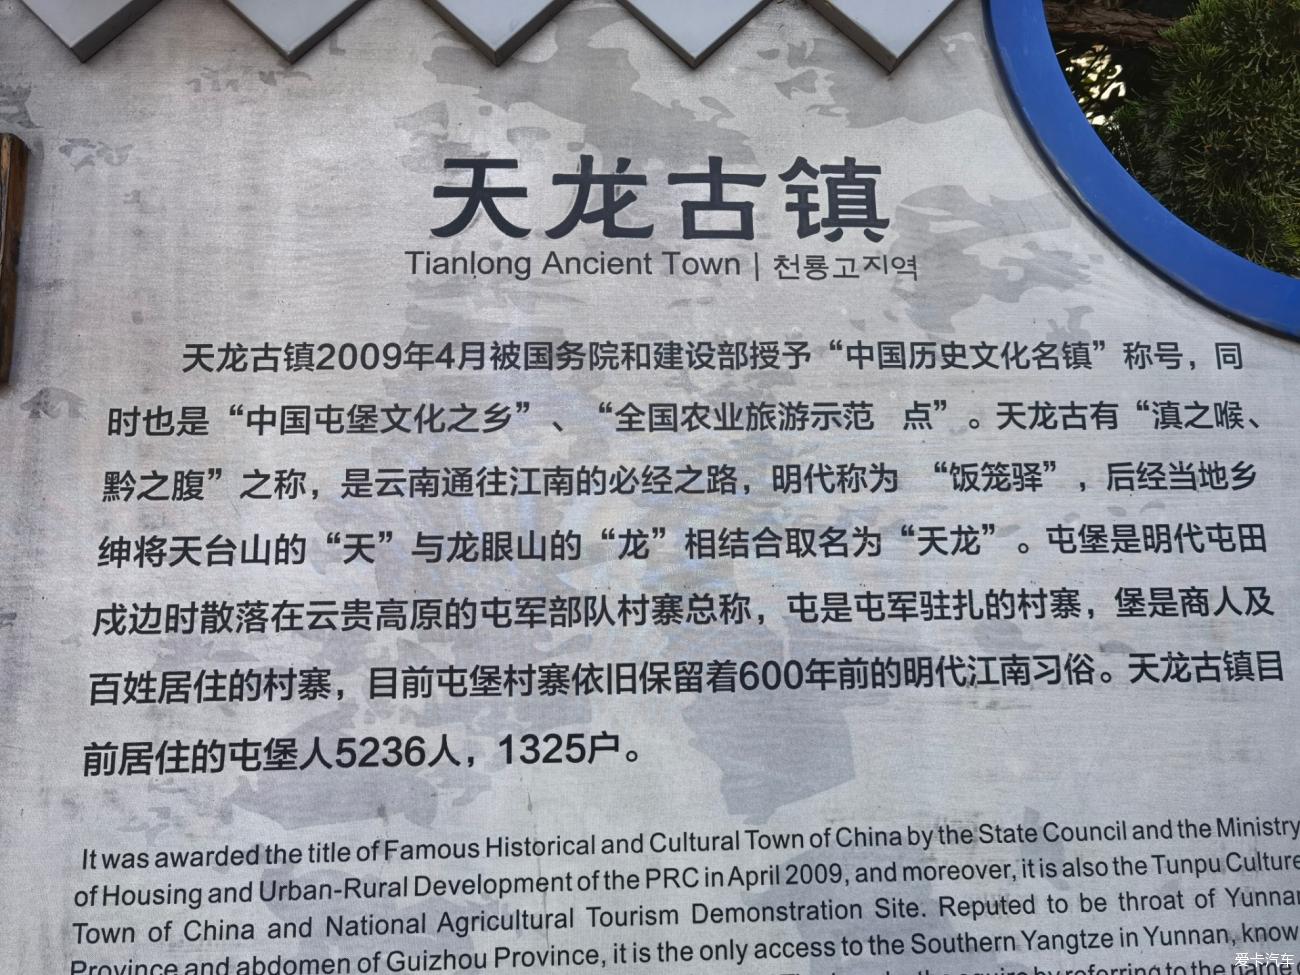 天龙古镇
Tianlong Ancient Town | 천룡고지역
天龙古镇2009年4月被国务院和建设部授予“中国历史文化名镇”称号，同
时也是“中国屯堡文化之乡”、“全国农业旅游示范 点”。天龙古有“滇之喉、
黔之腹”之称，是云南通往江南的必经之路，明代称为 “饭笼驿”，后经当地乡
绅将天台山的“天”与龙眼山的“龙”相结合取名为“天龙”。屯堡是明代屯田
戍边时散落在云贵高原的屯军部队村寨总称，屯是屯军驻扎的村寨，堡是商人及
百姓居住的村寨，目前屯堡村寨依旧保留着600年前的明代江南习俗。天龙古镇目
前居住的屯堡人5236人，1325户。
It was awarded the title of Famous Historical and Cultural Town of China by the State Council and the Ministry
of Housing and Urban-Rural Development of the PRC in April 2009, and moreover, it is also the Tunpu Culture
Town of China and National Agricultural Tourism Demonstration Site. Reputed to be throat of Yunnan
Province and abdomen of Guizhou Province, it is the only access to the Southern Yangtze in Yunnan, know
by referring to the
爱卡汽车